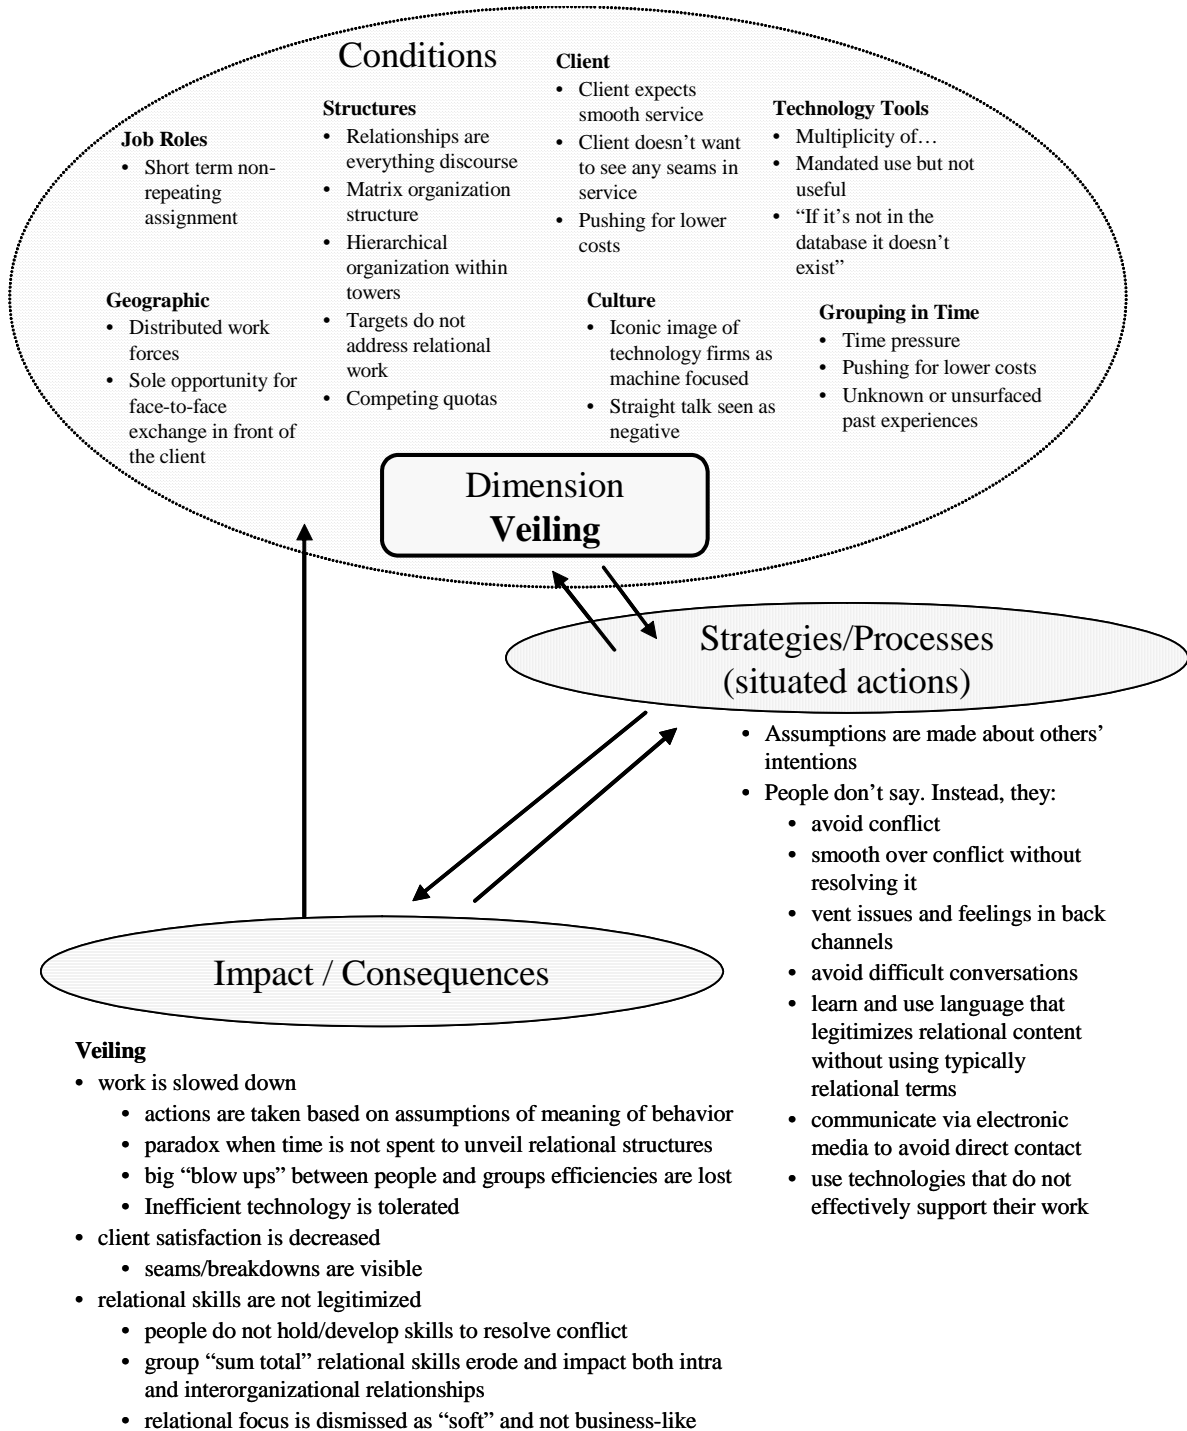 Conditions
Job Roles
• Short term non-
repeating
assignment
Geographic
• Distributed work
forces
• Sole opportunity for
face-to-face
exchange in front of
the client
Structures
• Relationships are
everything discourse
• Matrix organization
structure
• Hierarchical
organization within
towers
• Targets do not
address relational
work
• Competing quotas
Client
• Client expects
smooth service
• Client doesn’t want
to see any seams in
service
• Pushing for lower
costs
Culture
• Iconic image of
technology firms as
machine focused
• Straight talk seen as
negative
Technology Tools
• Multiplicity of…
• Mandated use but not
useful
• “If it’s not in the
database it doesn’t
exist”
Grouping in Time
• Time pressure
• Pushing for lower costs
• Unknown or unsurfaced
past experiences
Dimension
Veiling
Strategies/Processes
(situated actions)
• Assumptions are made about others’
intentions
• People don’t say. Instead, they:
• avoid conflict
• smooth over conflict without
resolving it
• vent issues and feelings in back
channels
• avoid difficult conversations
• learn and use language that
legitimizes relational content
without using typically
relational terms
• communicate via electronic
media to avoid direct contact
• use technologies that do not
effectively support their work
Impact / Consequences
Veiling
• work is slowed down
• actions are taken based on assumptions of meaning of behavior
• paradox when time is not spent to unveil relational structures
• big “blow ups” between people and groups efficiencies are lost
• Inefficient technology is tolerated
• client satisfaction is decreased
• seams/breakdowns are visible
• relational skills are not legitimized
• people do not hold/develop skills to resolve conflict
• group “sum total” relational skills erode and impact both intra
and interorganizational relationships
• relational focus is dismissed as “soft” and not business-like